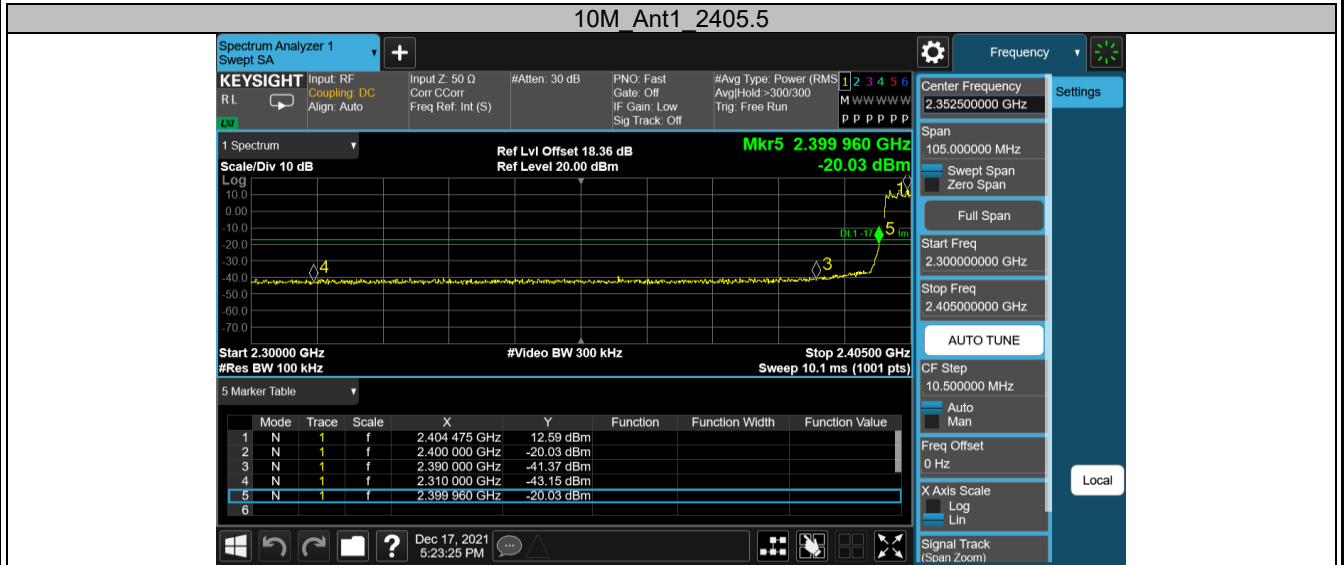 10M_Ant1_2405.5
Spectrum Analyzer 1
Swept SA
+
Frequency
KEYSIGHT
R L
LXI
Input: RF
Coupling: DC
Align: Auto
Input Z: 50 Ω
Corr CCorr
Freq Ref: Int (S)
#Atten: 30 dB
PNO: Fast
Gate: Off
IF Gain: Low
Sig Track: Off
#Avg Type: Power (RMS
Avg|Hold:>300/300
Trig: Free Run
1 2 3 4 5 6
M W W W W W
P P P P P P
1 Spectrum
Scale/Div 10 dB
Ref Lvl Offset 18.36 dB
Ref Level 20.00 dBm
Mkr5 2.399 960 GHz
-20.03 dBm
Log
10.0
0.00
-10.0
-20.0
-30.0
-40.0
-50.0
-60.0
-70.0
1
DL1 -17
5
3
4
Start 2.30000 GHz
#Video BW 300 kHz
Stop 2.40500 GHz
#Res BW 100 kHz
Sweep 10.1 ms (1001 pts)
5 Marker Table
Mode Trace Scale X Y Function Function Width Function Value
1 N 1 f 2.404 475 GHz 12.59 dBm
2 N 1 f 2.400 000 GHz -20.03 dBm
3 N 1 f 2.390 000 GHz -41.37 dBm
4 N 1 f 2.310 000 GHz -43.15 dBm
5 N 1 f 2.399 960 GHz -20.03 dBm
6
Dec 17, 2021
5:23:25 PM
?
Center Frequency
2.352500000 GHz
Settings
Span
105.000000 MHz
Swept Span
Zero Span
Full Span
Start Freq
2.300000000 GHz
Stop Freq
2.405000000 GHz
AUTO TUNE
CF Step
10.500000 MHz
Auto
Man
Freq Offset
0 Hz
X Axis Scale
Log
Lin
Local
Signal Track
(Span Zoom)